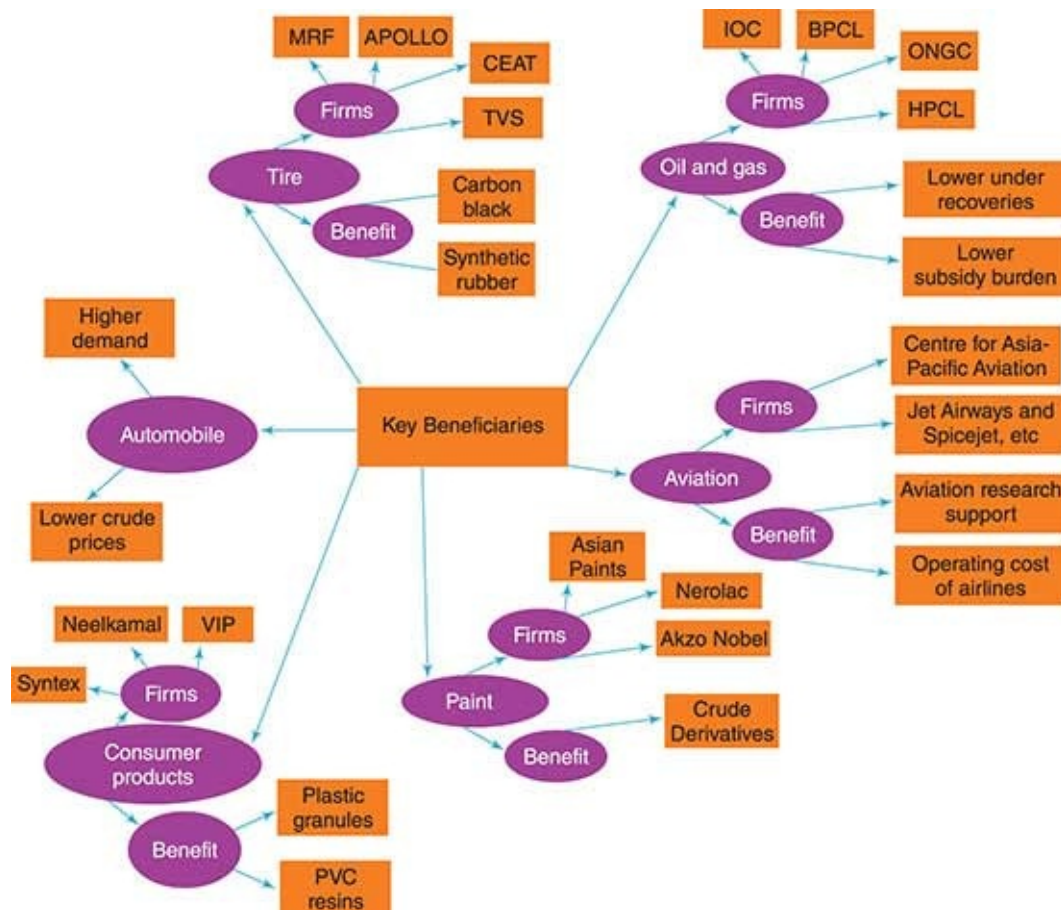 MRF
APOLLO
CEAT
Firms
TVS
Tire
Carbon
black
Benefit
Synthetic
rubber
IOC
BPCL
ONGC
Firms
HPCL
Oil and gas
Lower under
recoveries
Benefit
Lower
subsidy burden
Higher
demand
Automobile
Lower crude
prices
Key Beneficiaries
Centre for Asia-
Pacific Aviation
Firms
Jet Airways and
Spicejet, etc
Aviation
Aviation research
support
Benefit
Operating cost
of airlines
Asian
Paints
Nerolac
Firms
Akzo Nobel
Paint
Crude
Derivatives
Benefit
Neelkamal
VIP
Syntex
Firms
Consumer
products
Plastic
granules
Benefit
PVC
resins